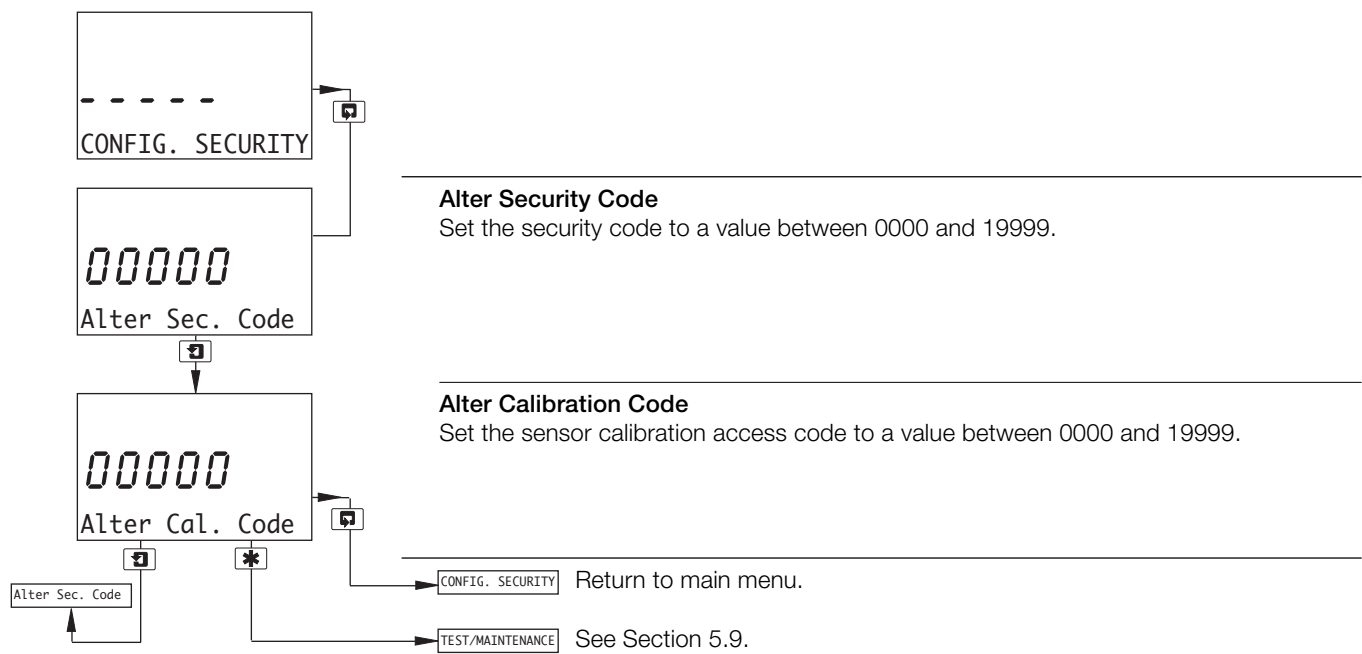 - - - - -
CONFIG. SECURITY
Alter Security Code
Set the security code to a value between 0000 and 19999.
00000
Alter Sec. Code
Alter Calibration Code
Set the sensor calibration access code to a value between 0000 and 19999.
00000
Alter Cal. Code
CONFIG. SECURITY Return to main menu.
Alter Sec. Code
TEST/MAINTENANCE See Section 5.9.